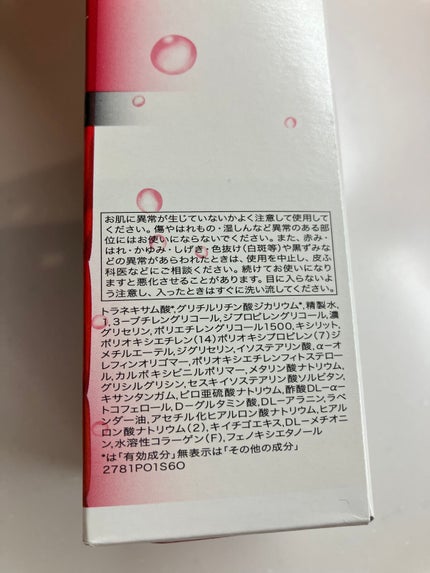 お肌に異常が生じていないかよく注意して使用して
ください。傷やはれもの・湿しんなど異常のある部
位にはお使いにならないでください。また、赤み・
はれ・かゆみ・しげき・色抜け(白斑等)や黒ずみな
どの異常があらわれたときは、使用を中止し、皮ふ
科医などにご相談ください。続けてお使いになり
ますと悪化させることがあります。目に入らないよ
う注意し、入ったときはすぐに洗い流してください。
トラネキサム酸*,グリチルリチン酸ジカリウム*,精製水,
1,3-ブチレングリコール,ジプロピレングリコール,濃
グリセリン,ポリエチレングリコール1500,キシリット,
ポリオキシエチレン(14)ポリオキシプロピレン(7)ジ
メチルエーテル,ジグリセリン,イソステアリン酸,α-オ
レフィンオリゴマー,ポリオキシエチレンフィトステロー
ル,カルボキシビニルポリマー,メタリン酸ナトリウム,
グリシルグリシン,セスキイソステアリン酸ソルビタン,
キサンタンガム,ピロ亜硫酸ナトリウム,酢酸DL-α-
トコフェロール,D-グルタミン酸,DL-アラニン,ラベ
ンダー油,アセチル化ヒアルロン酸ナトリウム,ヒアル
ロン酸ナトリウム(2),キイチゴエキス,DL-メチオニ
ン,水溶性コラーゲン(F),フェノキシエタノール
*は「有効成分」無表示は「その他の成分」
2781PO1S6O